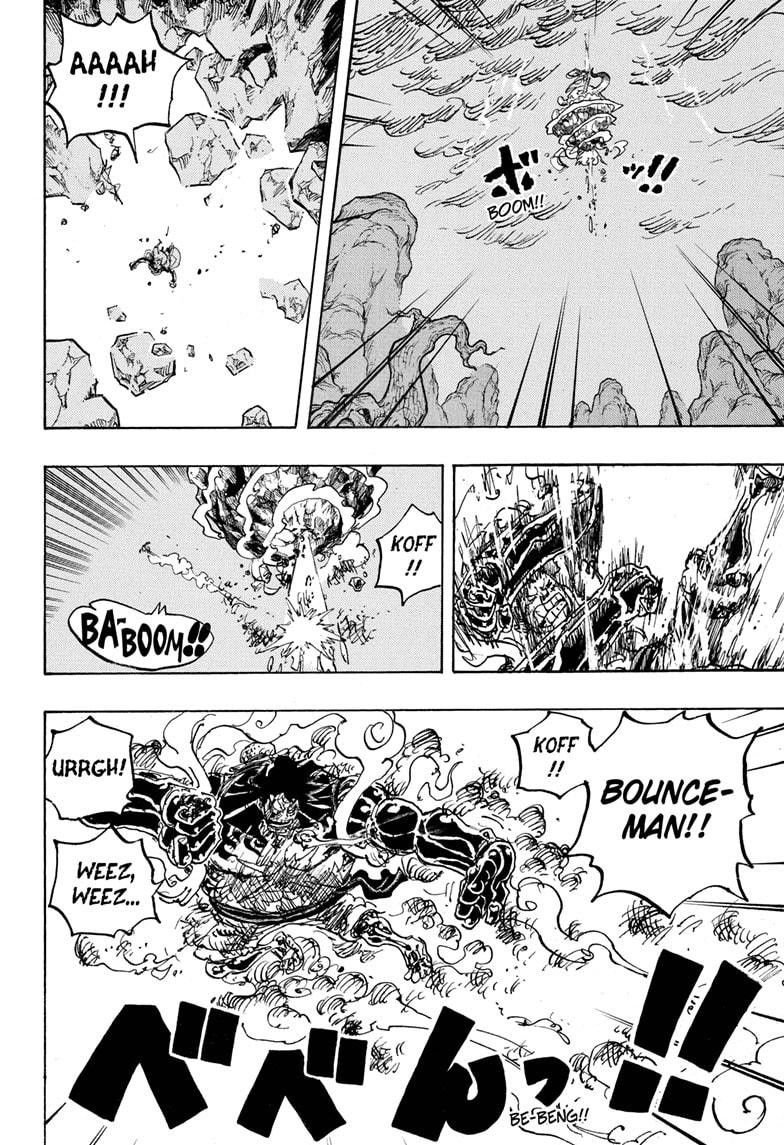 ボ
ッ!!
BOOM!!
AAAAH
!!!
KOFF
!!
BA-
BOOM!!
BOUNCE-
MAN!!
KOFF
!!
URRGH!
WEEZ,
WEEZ...
べべんっ!!
BE-BENG!!